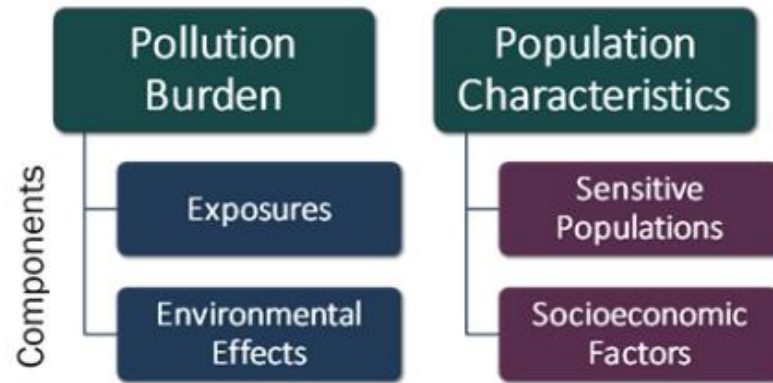 Pollution
Burden
Population
Characteristics
Components
Exposures
Sensitive
Populations
Environmental
Effects
Socioeconomic
Factors